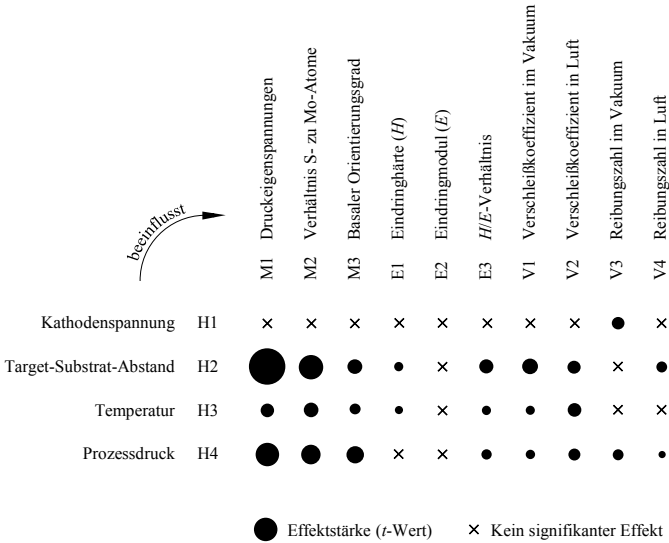 beeinflusst
M1 Druckeigenspannungen
M2 Verhältnis S- zu Mo-Atome
M3 Basaler Orientierungsgrad
E1 Eindringhärte (H)
E2 Eindringmodul (E)
E3 H/E-Verhältnis
V1 Verschleißkoeffizient im Vakuum
V2 Verschleißkoeffizient in Luft
V3 Reibungszahl im Vakuum
V4 Reibungszahl in Luft
Kathodenspannung H1
Target-Substrat-Abstand H2
Temperatur H3
Prozessdruck H4
Effektstärke (t-Wert)
Kein signifikanter Effekt